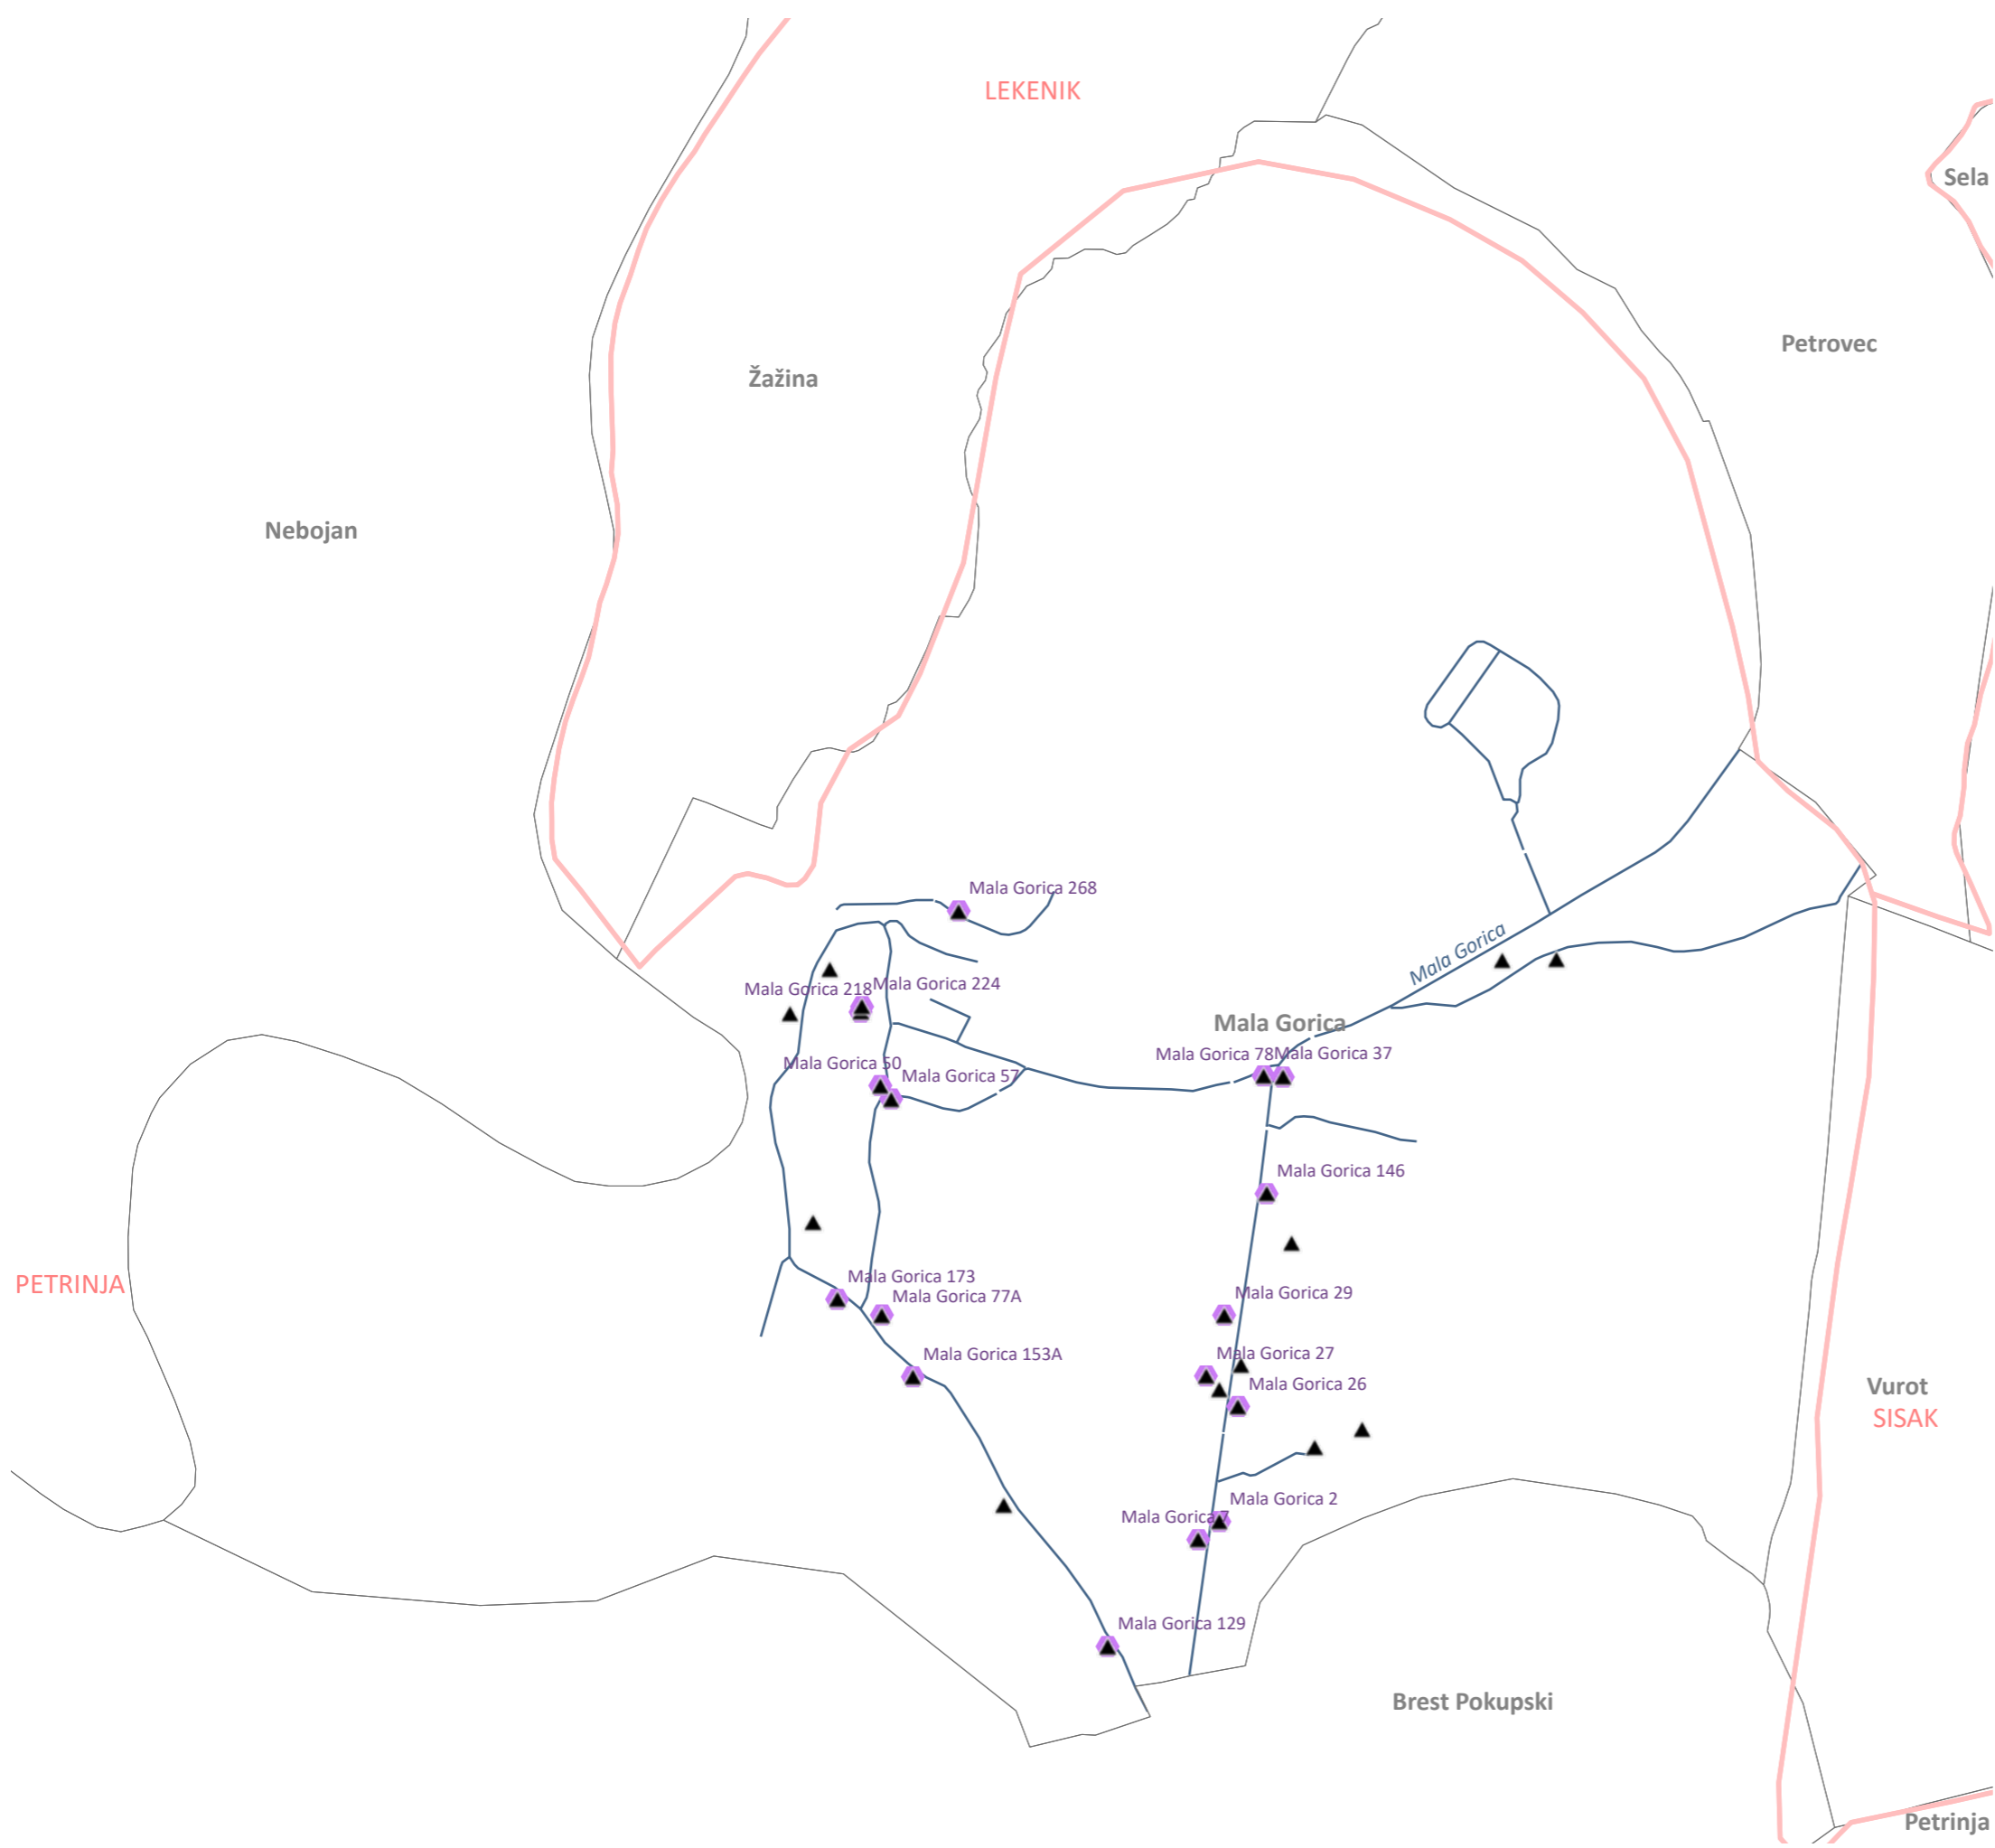 LEKENIK
Sela
Petrovec
Žažina
Nebojan
Mala Gorica 268
Mala Gorica
Mala Gorica 218
Mala Gorica 224
Mala Gorica
Mala Gorica 50
Mala Gorica 57
Mala Gorica 78
Mala Gorica 37
Mala Gorica 146
PETRINJA
Mala Gorica 173
Mala Gorica 77A
Mala Gorica 29
Mala Gorica 153A
Mala Gorica 27
Mala Gorica 26
Vurot
SISAK
Mala Gorica 2
Mala Gorica 7
Mala Gorica 129
Brest Pokupski
Petrinja